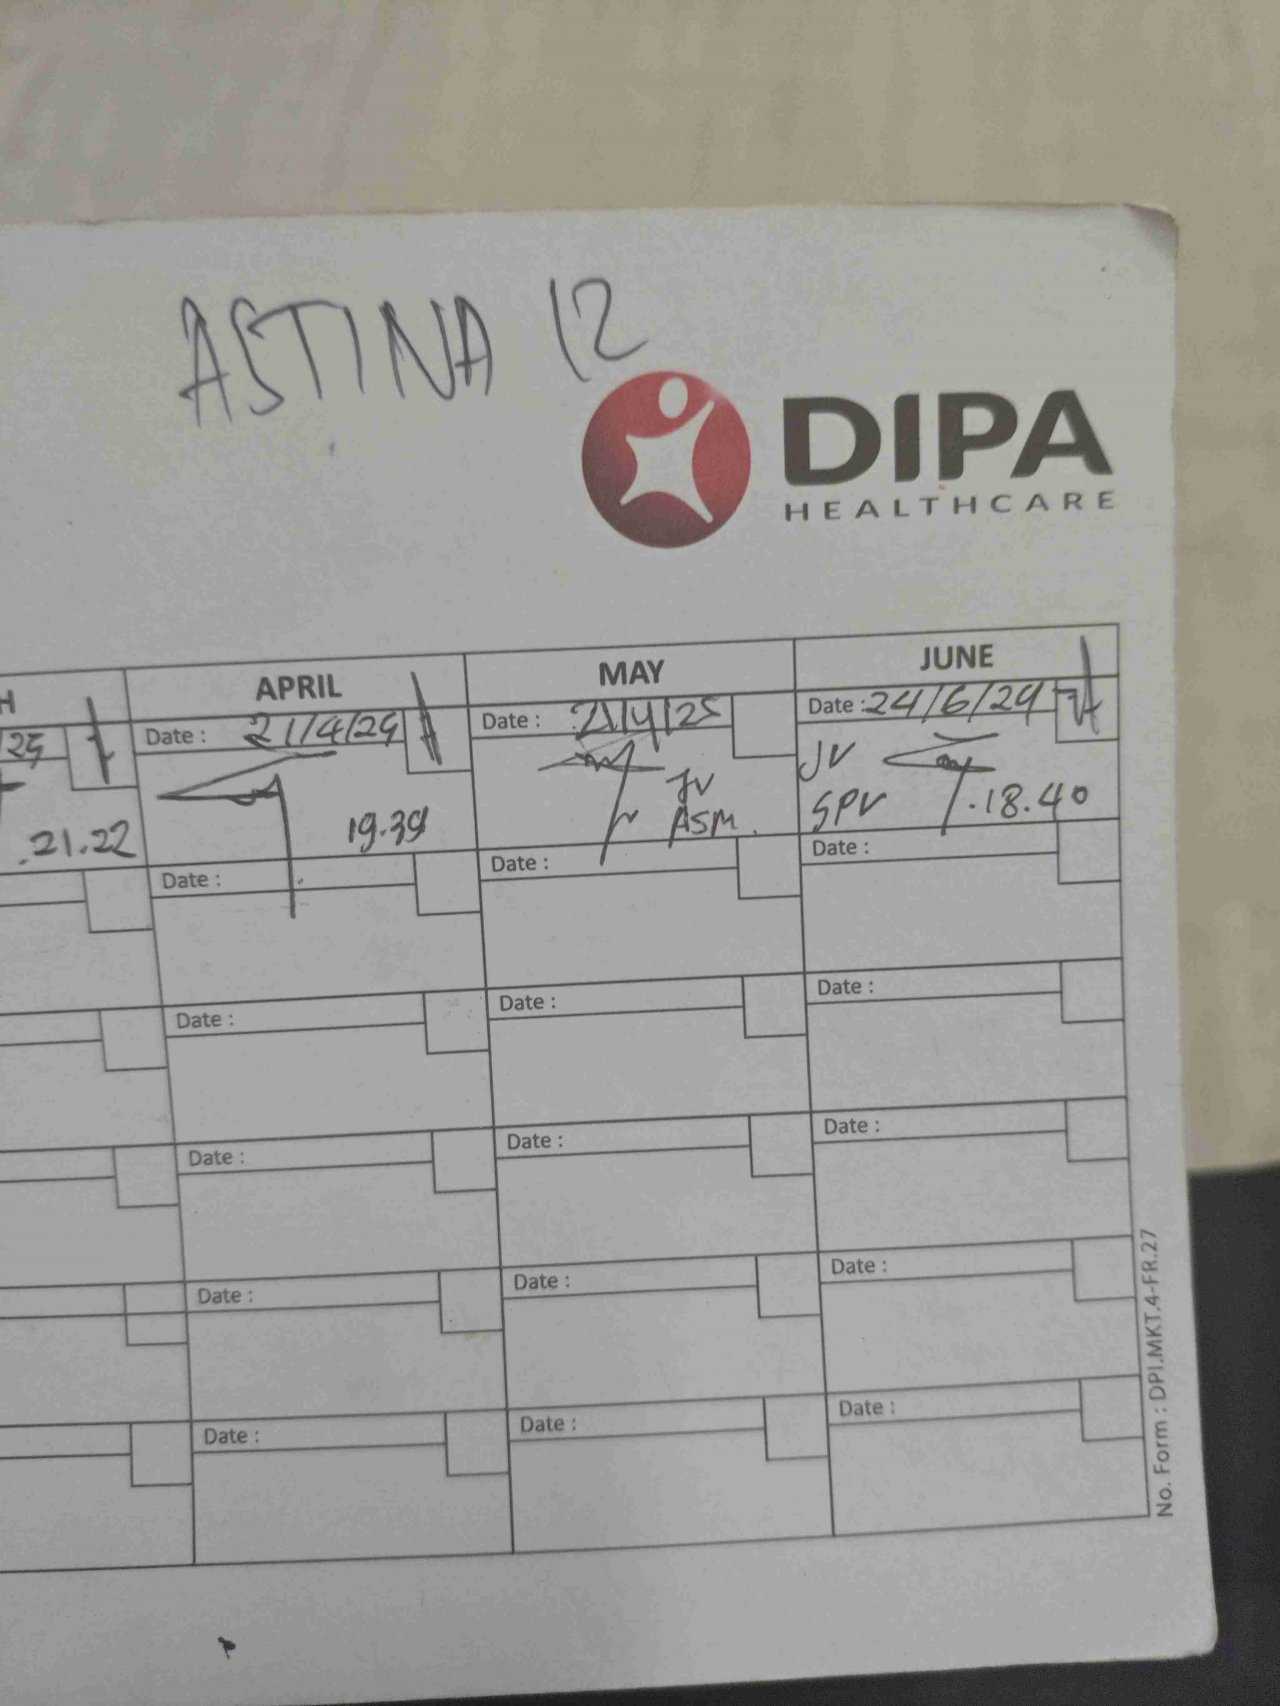 ASTINA 12
DIPA
HEALTHCARE
H APRIL MAY JUNE
Date : 21/4/24
Date : 21/4/25
Date : 24/6/24
JV
JV
21.22
19.39
ASM.
SPV
18.40
Date : Date : Date :
Date : Date : Date :
Date : Date : Date :
Date : Date : Date :
Date : Date : Date :
No. Form : DPI.MKT.4-FR.27